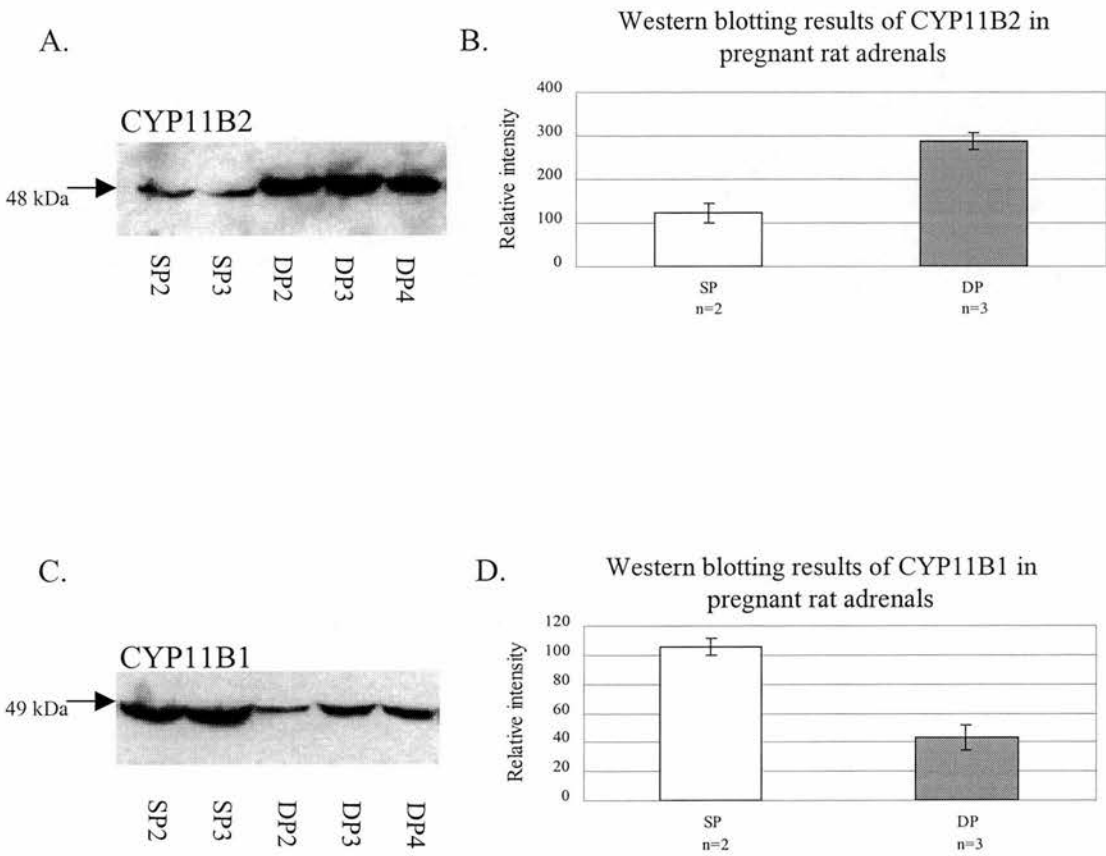 A.
CYP11B2
48 kDa
SP2
SP3
DP2
DP3
DP4
B.
Western blotting results of CYP11B2 in
pregnant rat adrenals
Relative intensity
400
300
200
100
0
SP
n=2
DP
n=3
C.
CYP11B1
49 kDa
SP2
SP3
DP2
DP3
DP4
D.
Western blotting results of CYP11B1 in
pregnant rat adrenals
Relative intensity
120
100
80
60
40
20
0
SP
n=2
DP
n=3